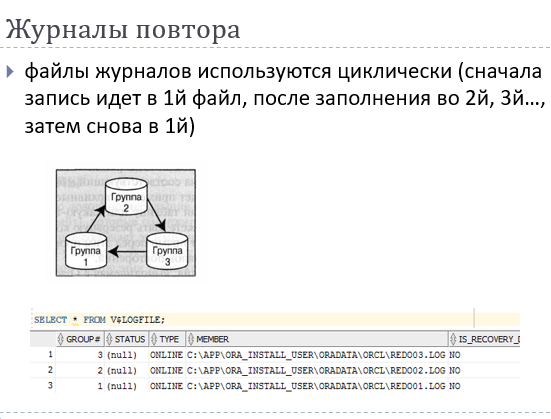 Журналы повтора
файлы журналов используются циклически (сначала
запись идет в 1й файл, после заполнения во 2й, 3й...,
затем снова в 1й)
Группа
2
Группа
1
Группа
3
SELECT * FROM V$LOGFILE;
GROUP# STATUS TYPE MEMBER IS_RECOVERY_D
1 3 (null) ONLINE C:\APP\ORA_INSTALL_USER\ORADATA\ORCL\REDO03.LOG NO
2 2 (null) ONLINE C:\APP\ORA_INSTALL_USER\ORADATA\ORCL\REDO02.LOG NO
3 1 (null) ONLINE C:\APP\ORA_INSTALL_USER\ORADATA\ORCL\REDO01.LOG NO